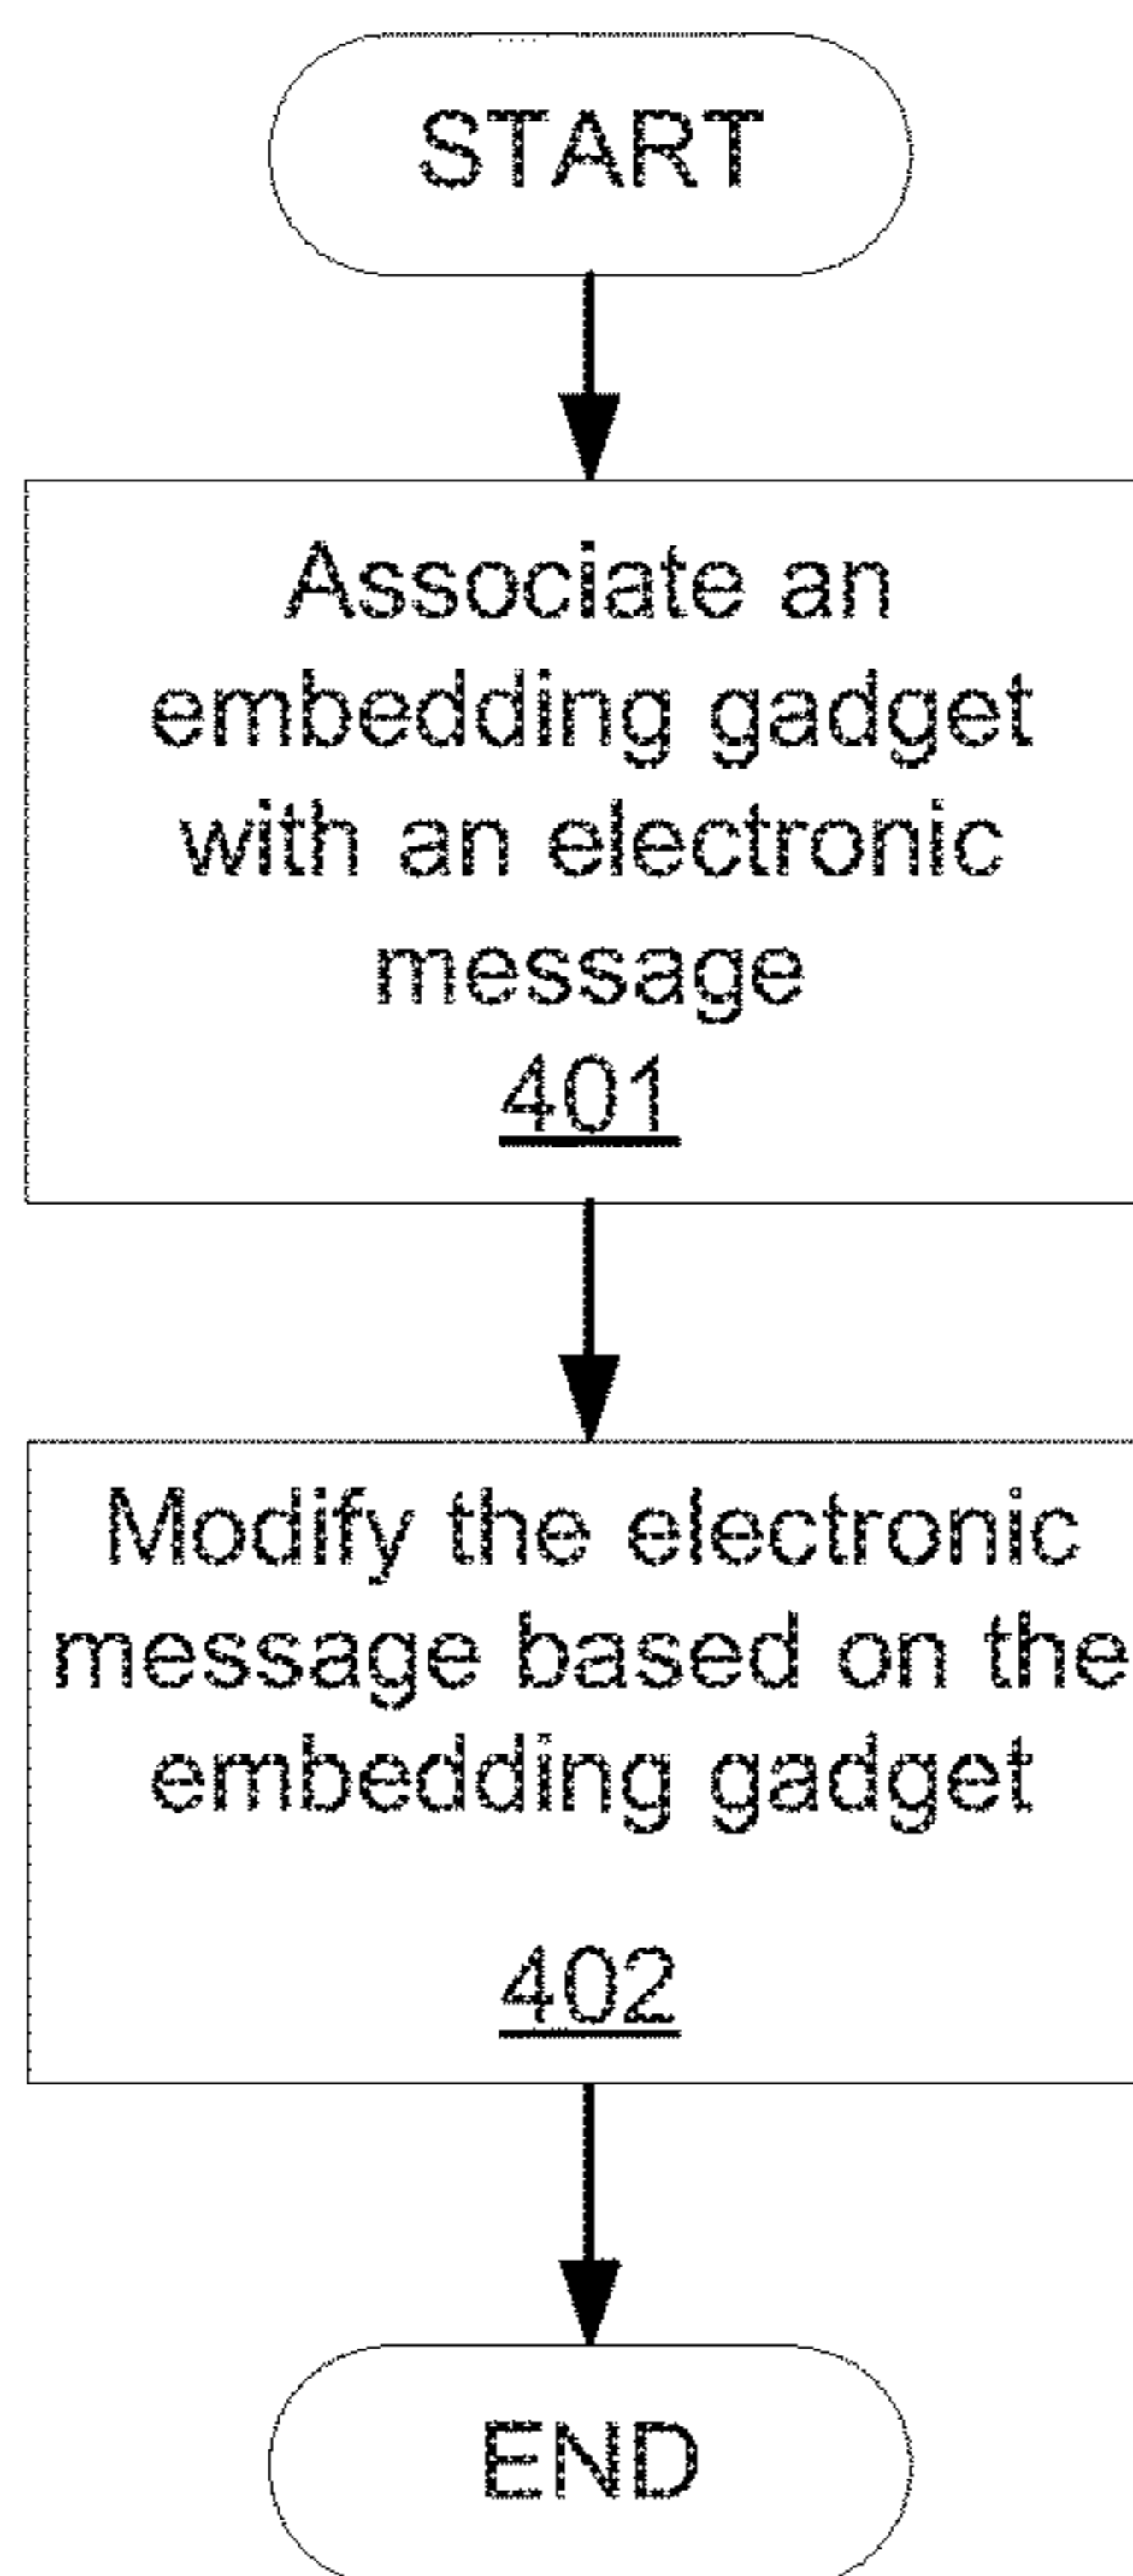 START
Associate an
embedding gadget
with an electronic
message
401
Modify the electronic
message based on the
embedding gadget
402
END